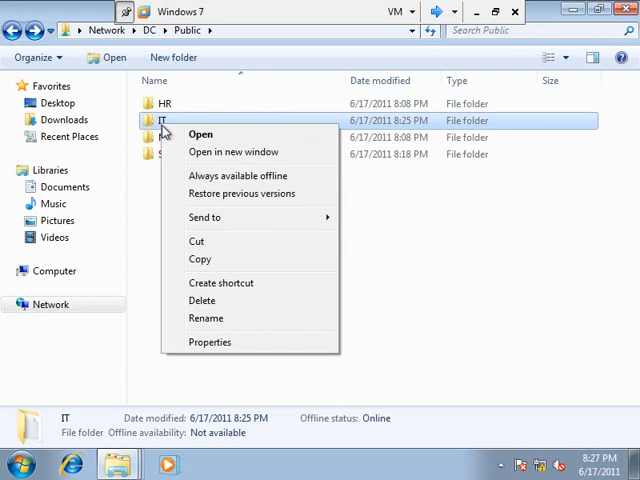 Windows 7
VM
Network
DC
Public
Search Public
Organize
Open
New folder
Name
Date modified
Type
Size
Favorites
Desktop
Downloads
Recent Places
Libraries
Documents
Music
Pictures
Videos
Computer
Network
HR 6/17/2011 8:08 PM File folder
IT 6/17/2011 8:25 PM File folder
6/17/2011 8:08 PM File folder
6/17/2011 8:18 PM File folder
Open
Open in new window
Always available offline
Restore previous versions
Send to
Cut
Copy
Create shortcut
Delete
Rename
Properties
IT Date modified: 6/17/2011 8:25 PM Offline status: Online
File folder Offline availability: Not available
8:27 PM
6/17/2011